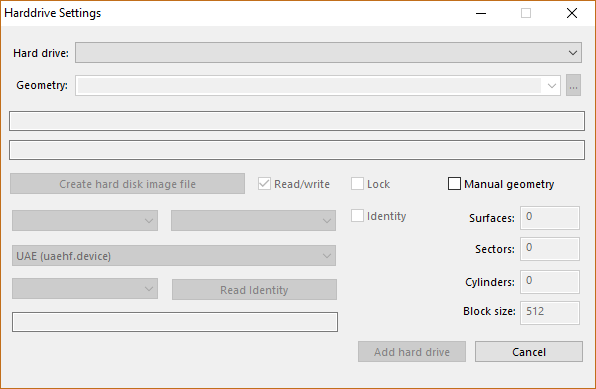 Harddrive Settings
Hard drive:
Geometry:
...
Create hard disk image file
Read/write
Lock
Manual geometry
Identity
Surfaces: 0
UAE (uaehf.device)
Sectors: 0
Read Identity
Cylinders: 0
Block size: 512
Add hard drive
Cancel